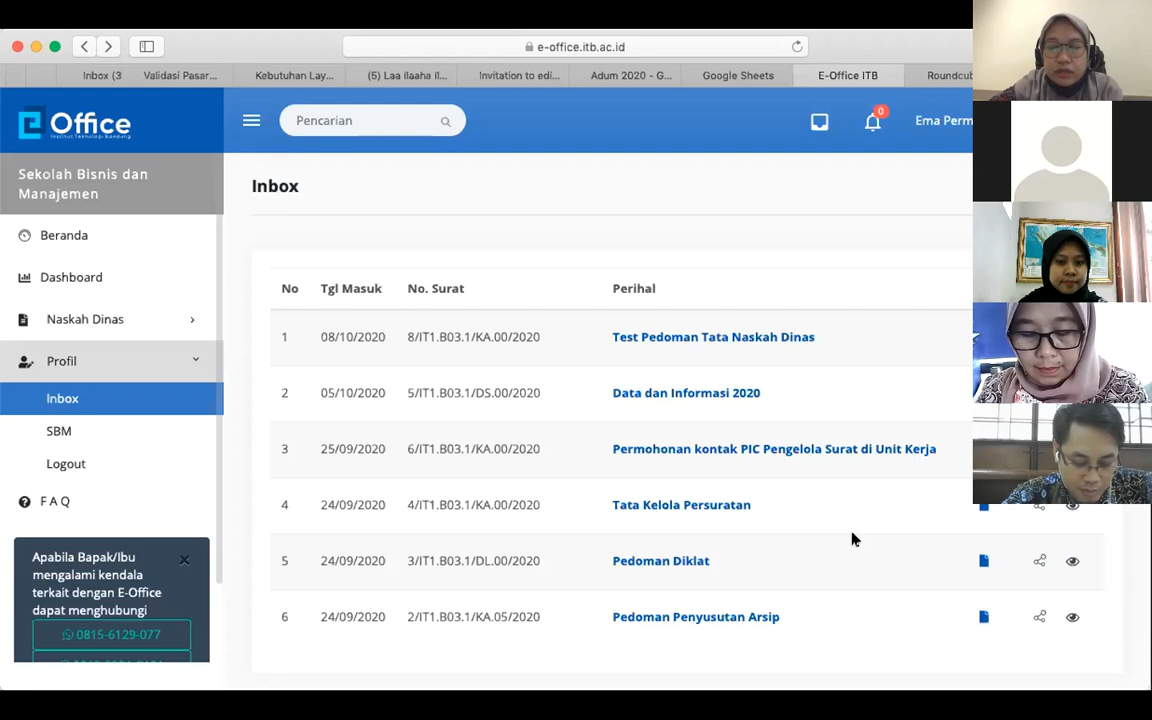 e-office.itb.ac.id
Inbox (3
Validasi Pasar...
Kebutuhan Lay...
(5) Laa ilaaha il...
Invitation to edi...
Adum 2020 - G...
Google Sheets
E-Office ITB
Roundcub
Office
Institut Teknologi Bandung
Pencarian
0
Ema Perm
Sekolah Bisnis dan
Manajemen
Beranda
Dashboard
Naskah Dinas
Profil
Inbox
SBM
Logout
F A Q
Apabila Bapak/Ibu
mengalami kendala
terkait dengan E-Office
dapat menghubungi
0815-6129-077
Inbox
No Tgl Masuk No. Surat Perihal
1 08/10/2020 8/IT1.B03.1/KA.00/2020 Test Pedoman Tata Naskah Dinas
2 05/10/2020 5/IT1.B03.1/DS.00/2020 Data dan Informasi 2020
3 25/09/2020 6/IT1.B03.1/KA.00/2020 Permohonan kontak PIC Pengelola Surat di Unit Kerja
4 24/09/2020 4/IT1.B03.1/KA.00/2020 Tata Kelola Persuratan
5 24/09/2020 3/IT1.B03.1/DL.00/2020 Pedoman Diklat
6 24/09/2020 2/IT1.B03.1/KA.05/2020 Pedoman Penyusutan Arsip